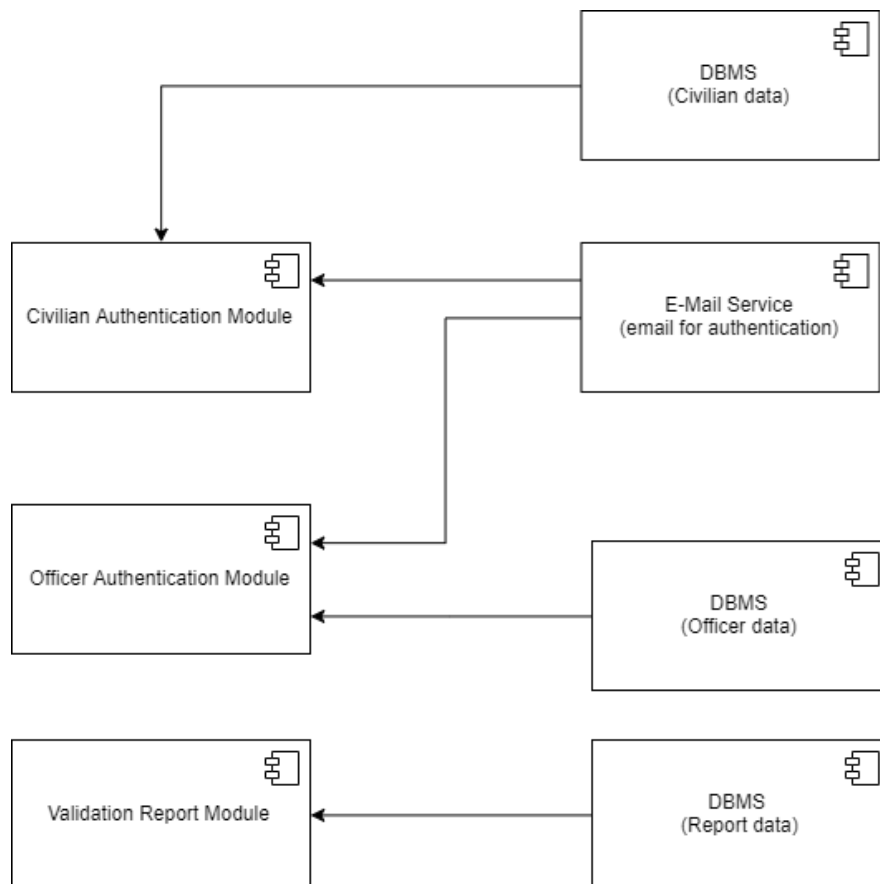 DBMS
(Civilian data)
Civilian Authentication Module
E-Mail Service
(email for authentication)
Officer Authentication Module
DBMS
(Officer data)
Validation Report Module
DBMS
(Report data)